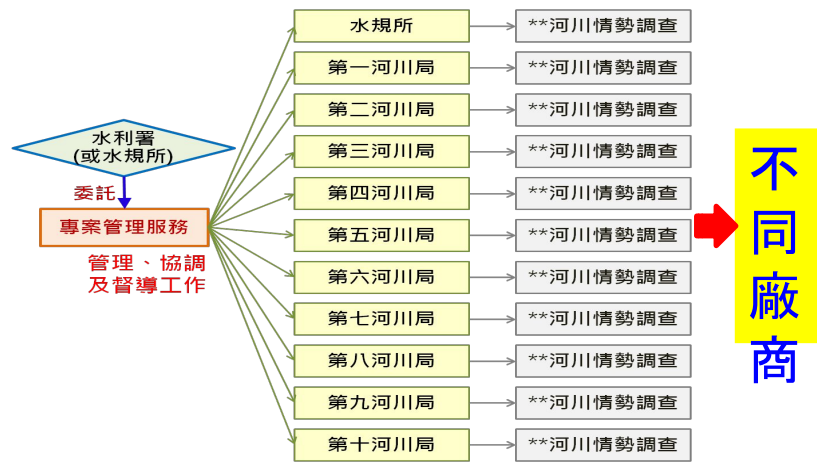 水利署
(或水規所)
委託
專案管理服務
管理、協調
及督導工作
水規所
**河川情勢調查
第一河川局
**河川情勢調查
第二河川局
**河川情勢調查
第三河川局
**河川情勢調查
第四河川局
**河川情勢調查
第五河川局
**河川情勢調查
第六河川局
**河川情勢調查
第七河川局
**河川情勢調查
第八河川局
**河川情勢調查
第九河川局
**河川情勢調查
第十河川局
**河川情勢調查
不同廠商